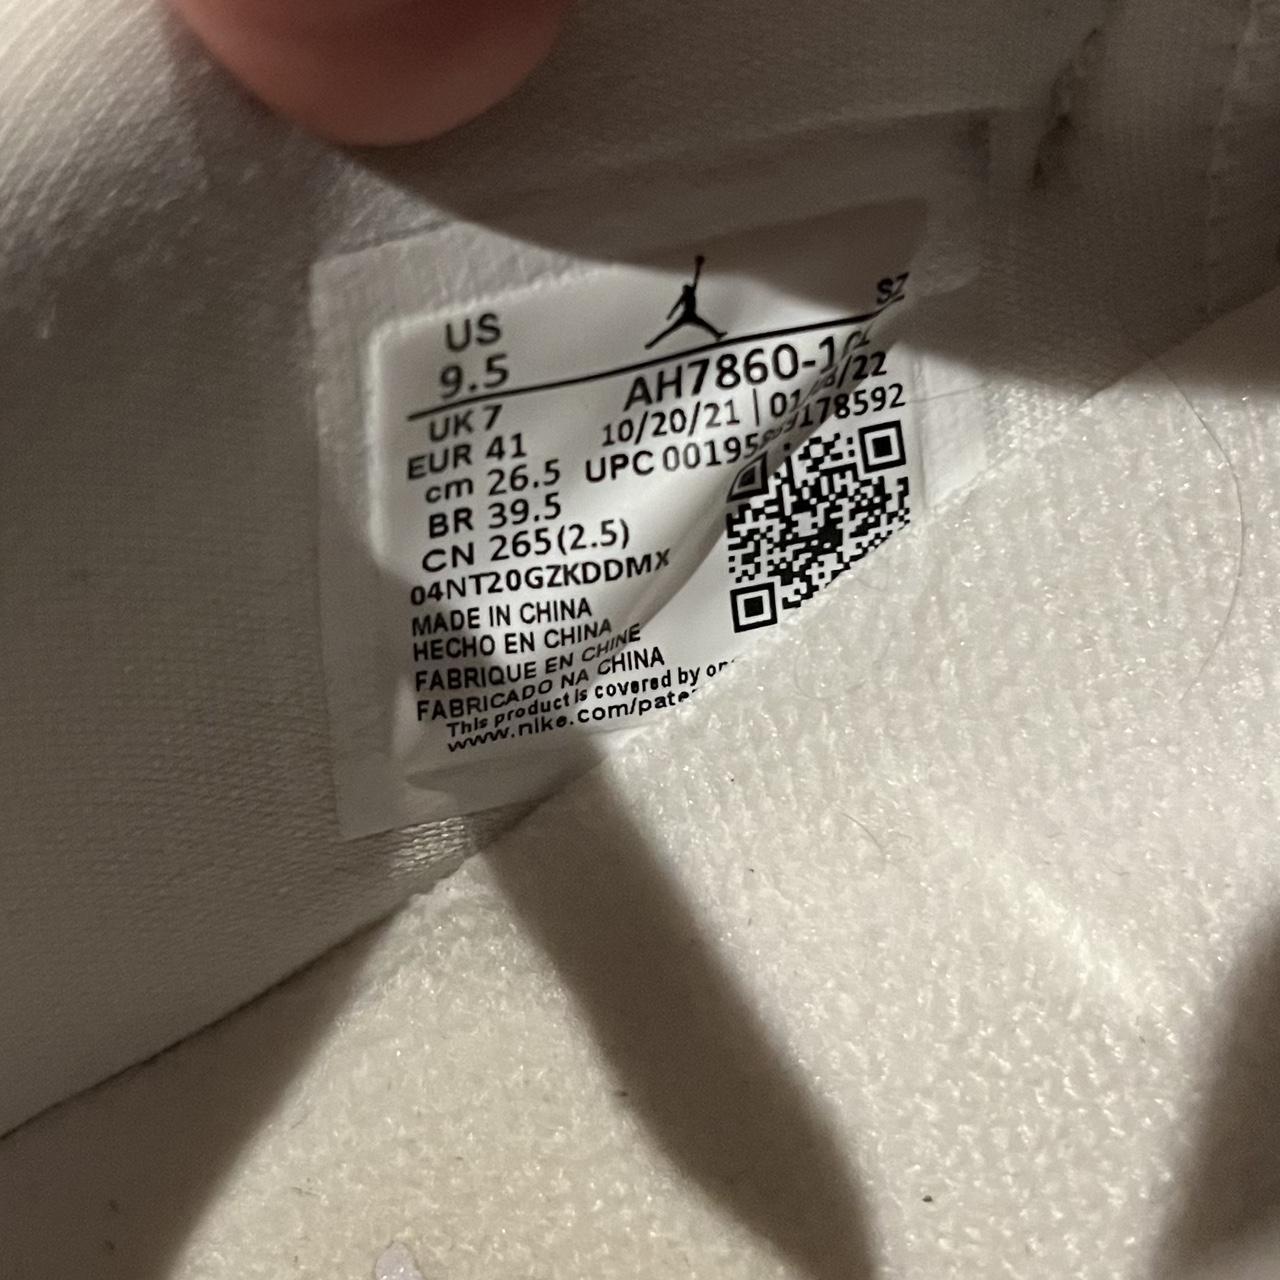 US SZ
9.5
AH7860-
UK 7 10/20/21 | 01/ /22
EUR 41 UPC 00195 178592
cm 26.5
BR 39.5
CN 265(2.5)
04NT20GZKDDMX
MADE IN CHINA
HECHO EN CHINA
FABRIQUE EN CHINE
FABRICADO NA CHINA
This product is covered by
www.nike.com/pate